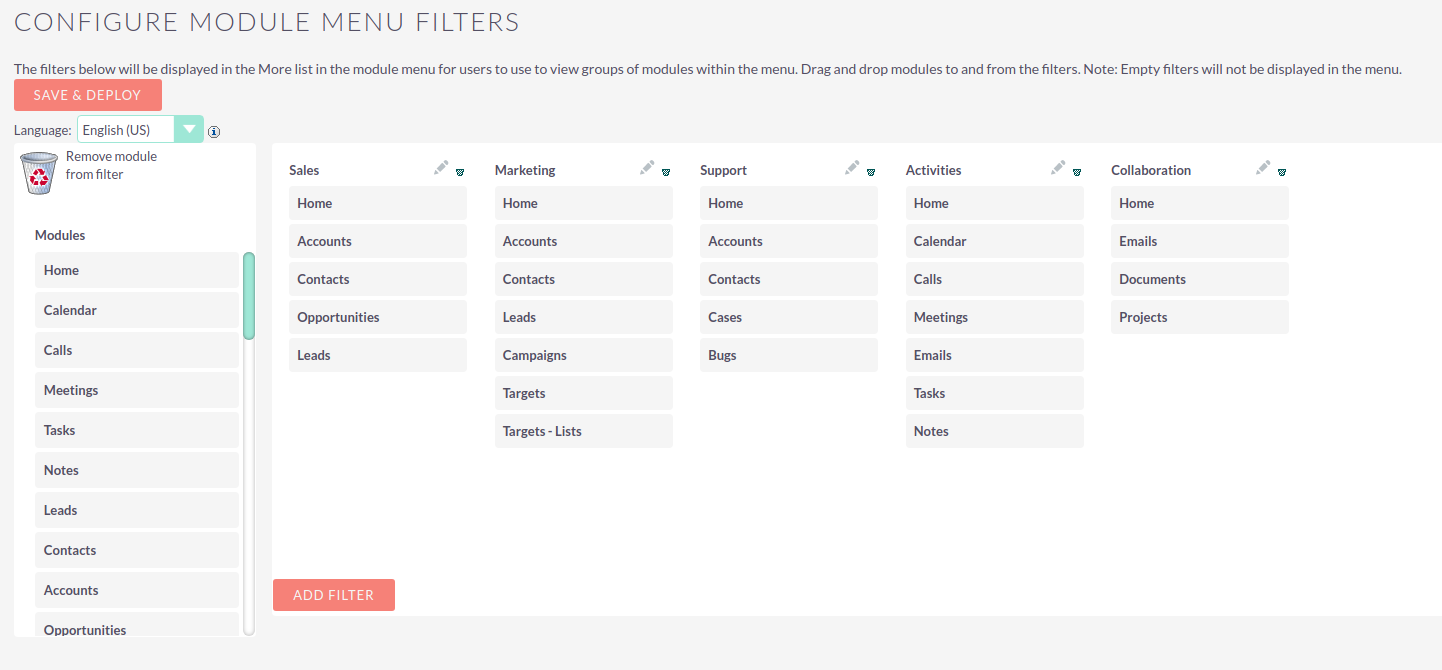 CONFIGURE MODULE MENU FILTERS
The filters below will be displayed in the More list in the module menu for users to use to view groups of modules within the menu. Drag and drop modules to and from the filters. Note: Empty filters will not be displayed in the menu.
SAVE & DEPLOY
Language: English (US)
Remove module
from filter
Modules
Home
Calendar
Calls
Meetings
Tasks
Notes
Leads
Contacts
Accounts
Opportunities
Sales
Home
Accounts
Contacts
Opportunities
Leads
Marketing
Home
Accounts
Contacts
Leads
Campaigns
Targets
Targets - Lists
Support
Home
Accounts
Contacts
Cases
Bugs
Activities
Home
Calendar
Calls
Meetings
Emails
Tasks
Notes
Collaboration
Home
Emails
Documents
Projects
ADD FILTER